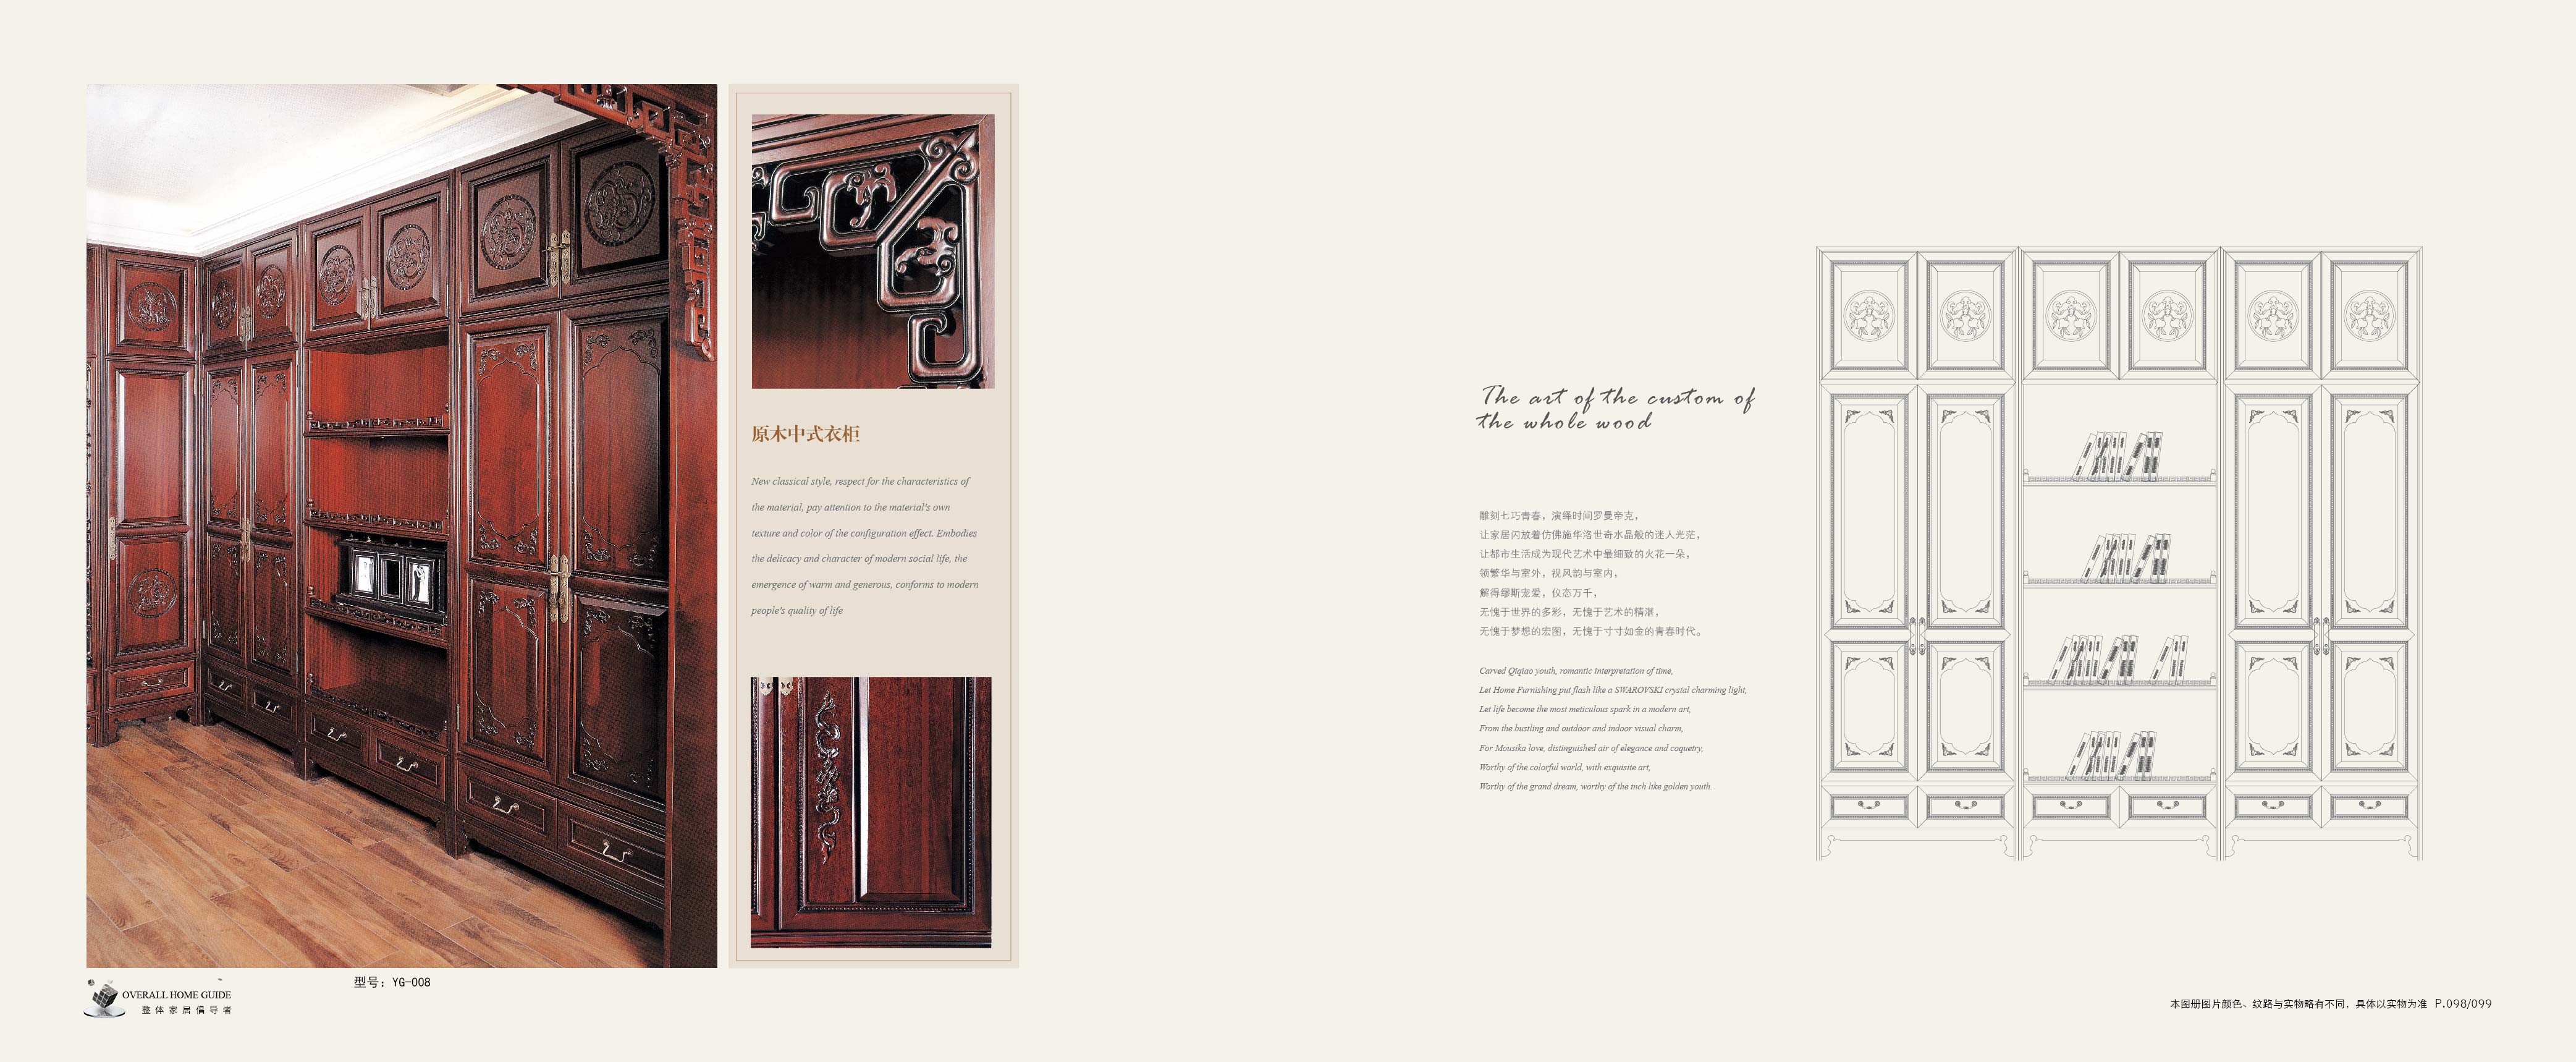 原木中式衣柜
New classical style, respect for the characteristics of
the material, pay attention to the material's own
texture and color of the configuration effect. Embodies
the delicacy and character of modern social life, the
emergence of warm and generous, conforms to modern
people's quality of life
型号：YG-008
OVERALL HOME GUIDE
整体家居倡导者
The art of the custom of
the whole wood
雕刻七巧青春，演绎时间罗曼帝克，
让家居闪放着仿佛施华洛世奇水晶般的迷人光茫，
让都市生活成为现代艺术中最细致的火花一朵，
领繁华与室外，视风韵与室内，
解得缪斯宠爱，仪态万千，
无愧于世界的多彩，无愧于艺术的精湛，
无愧于梦想的宏图，无愧于寸寸如金的青春时代。
Carved Qiqiao youth, romantic interpretation of time,
Let Home Furnishing put flash like a SWAROVSKI crystal charming light,
Let life become the most meticulous spark in a modern art,
From the bustling and outdoor and indoor visual charm,
For Mousika love, distinguished air of elegance and coquetry,
Worthy of the colorful world, with exquisite art,
Worthy of the grand dream, worthy of the inch like golden youth.
本图册图片颜色、纹路与实物略有不同，具体以实物为准 P.098/099